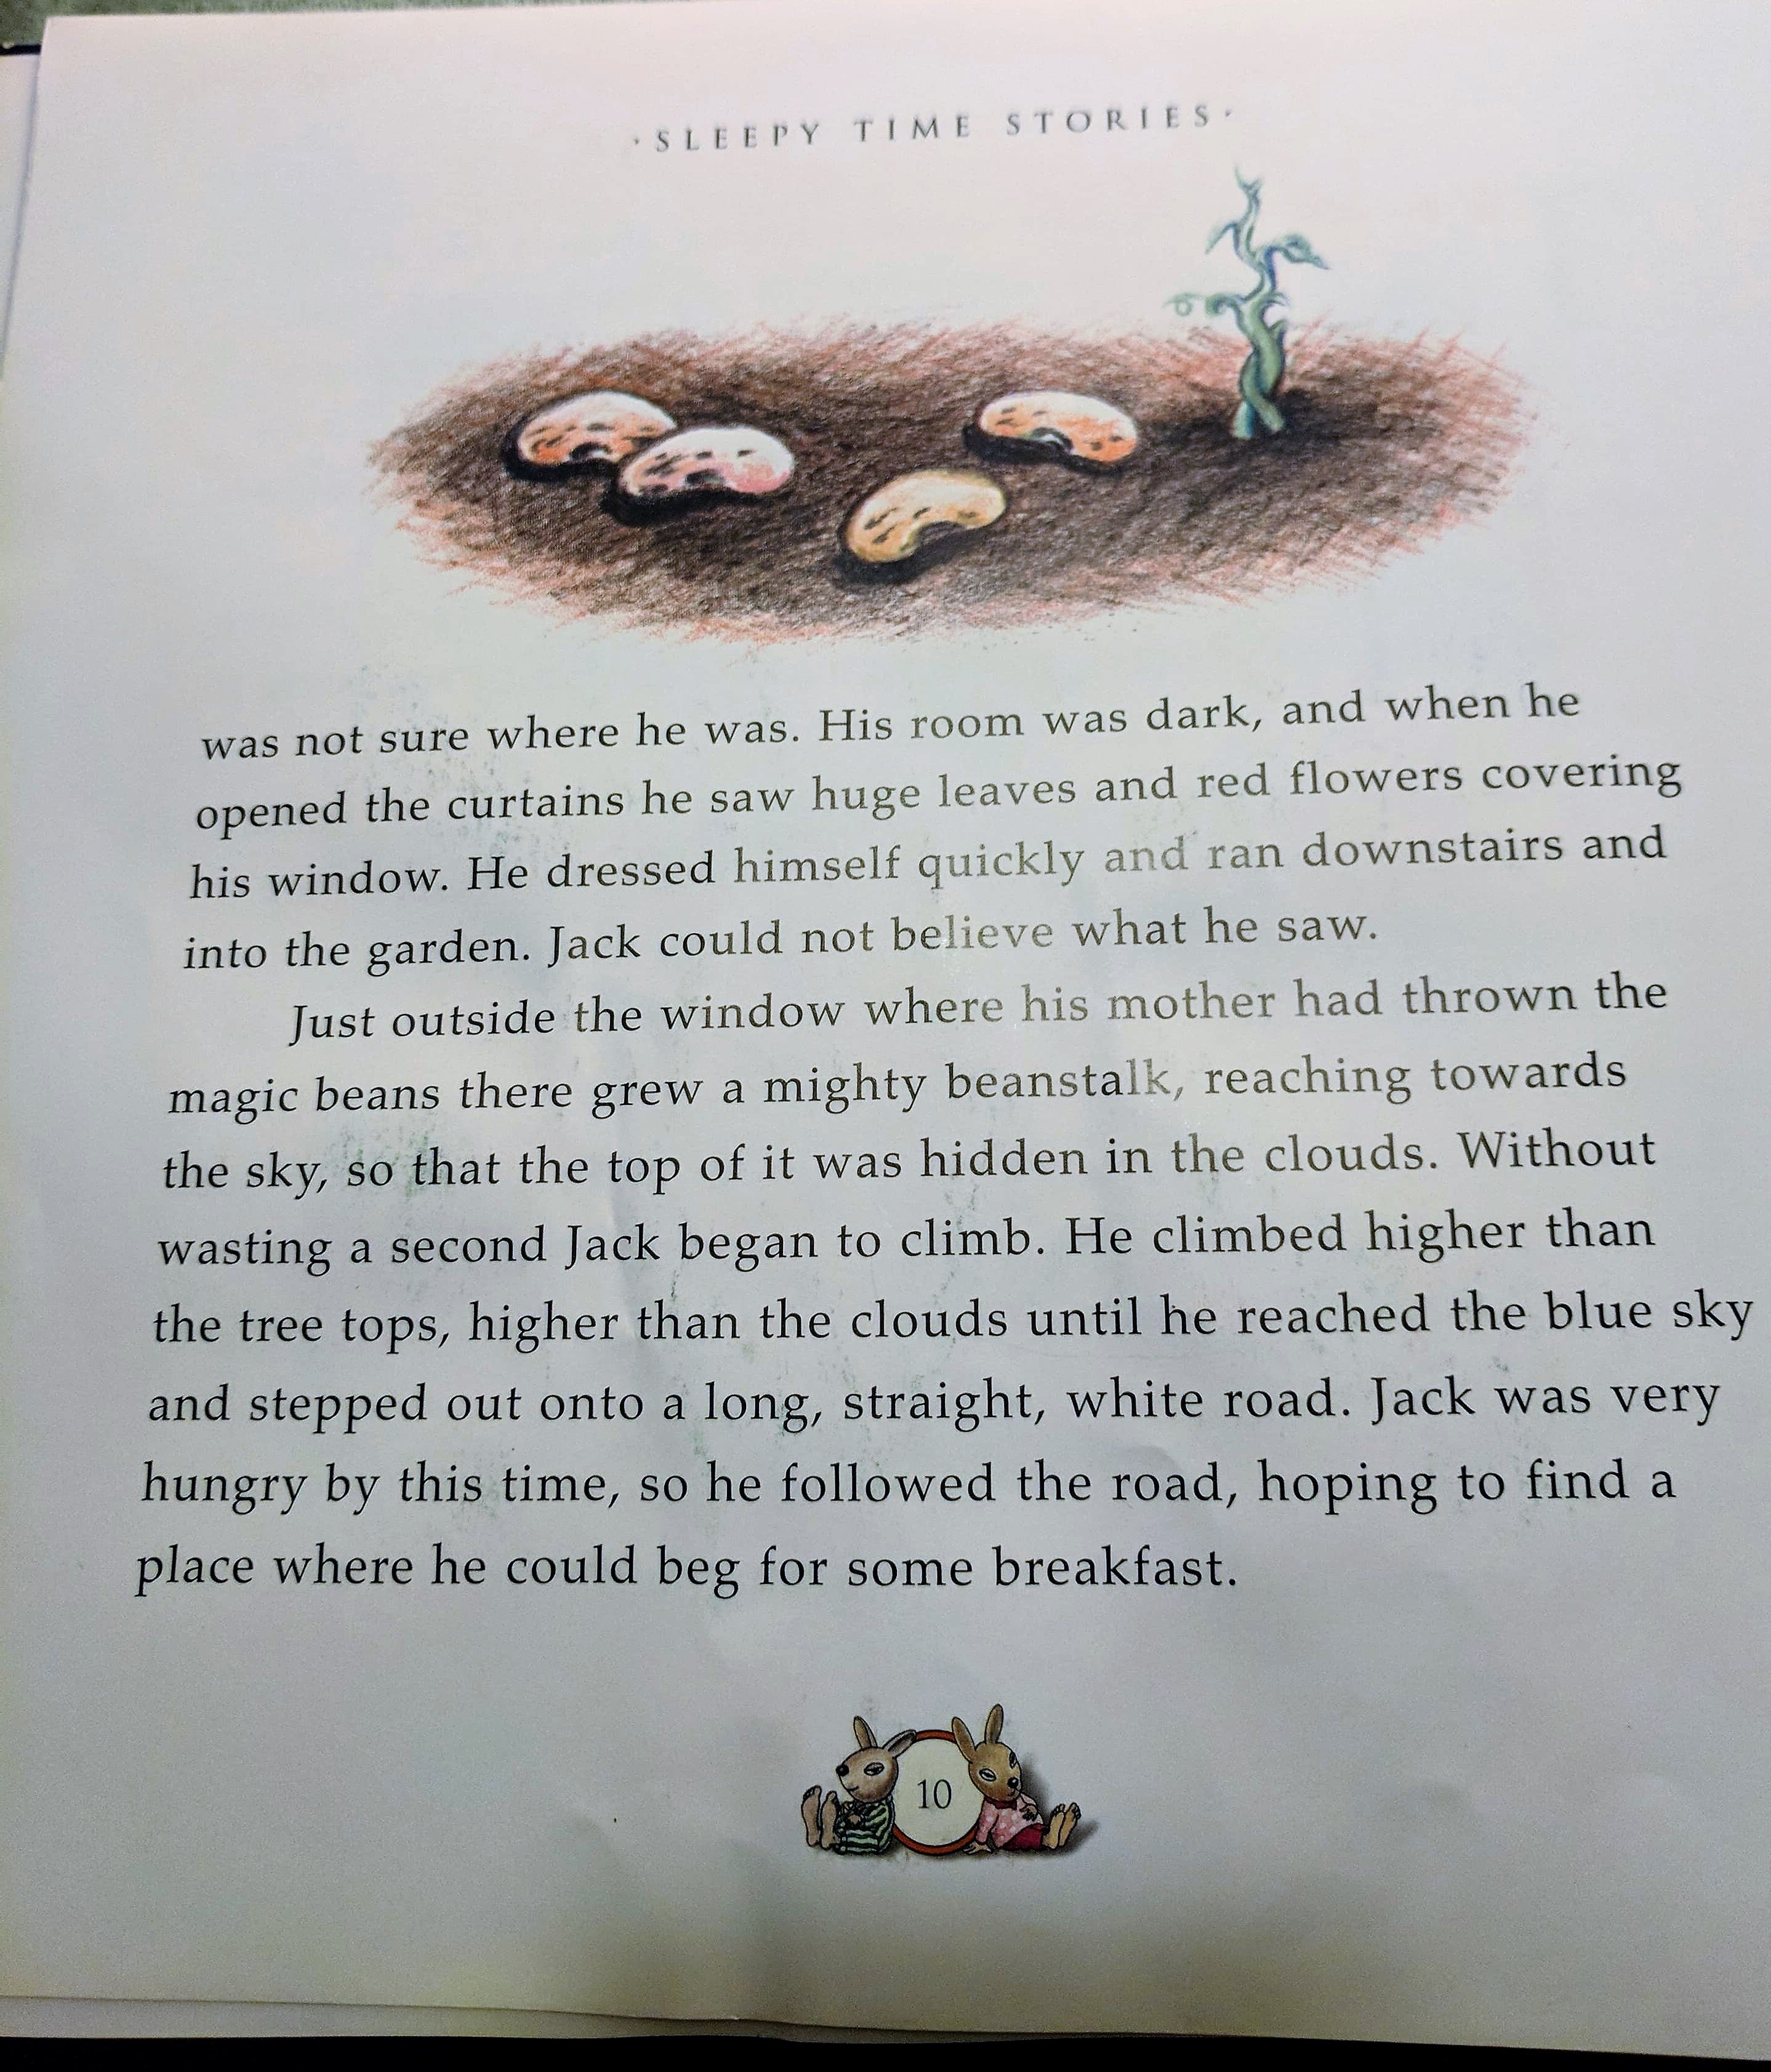 ·SLEEPY TIME STORIES·
was not sure where he was. His room was dark, and when he
opened the curtains he saw huge leaves and red flowers covering
his window. He dressed himself quickly and ran downstairs and
into the garden. Jack could not believe what he saw.
Just outside the window where his mother had thrown the
magic beans there grew a mighty beanstalk, reaching towards
the sky, so that the top of it was hidden in the clouds. Without
wasting a second Jack began to climb. He climbed higher than
the tree tops, higher than the clouds until he reached the blue sky
and stepped out onto a long, straight, white road. Jack was very
hungry by this time, so he followed the road, hoping to find a
place where he could beg for some breakfast.
10